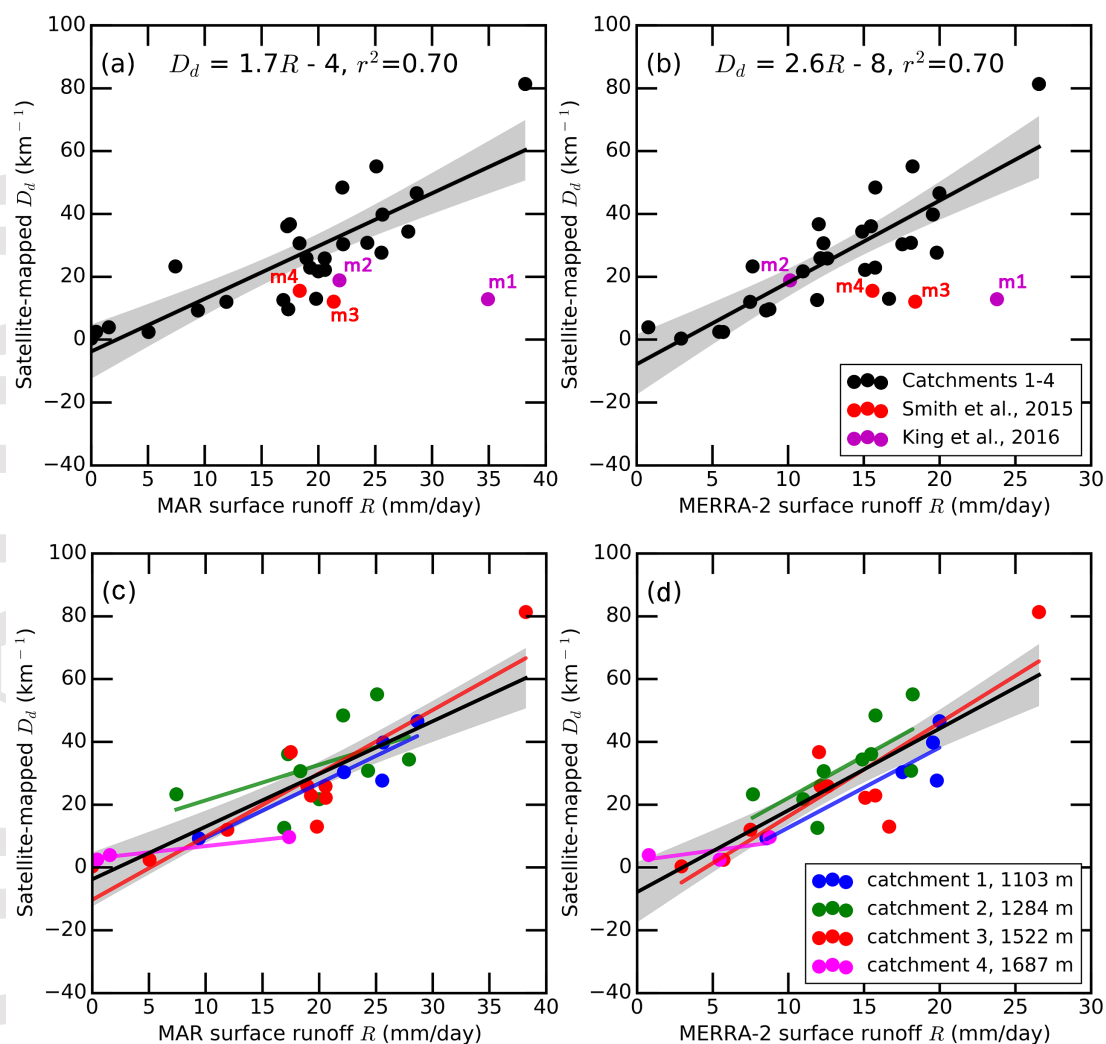 (a) D_d = 1.7R - 4, r²=0.70
Satellite-mapped D_d (km⁻¹)
100
80
60
40
20
0
−20
−40
m4
m2
m1
m3
0 5 10 15 20 25 30 35 40
MAR surface runoff R (mm/day)
(b) D_d = 2.6R - 8, r²=0.70
Satellite-mapped D_d (km⁻¹)
100
80
60
40
20
0
−20
−40
m2
m4
m3
m1
Catchments 1-4
Smith et al., 2015
King et al., 2016
0 5 10 15 20 25 30
MERRA-2 surface runoff R (mm/day)
(c)
Satellite-mapped D_d (km⁻¹)
100
80
60
40
20
0
−20
−40
0 5 10 15 20 25 30 35 40
MAR surface runoff R (mm/day)
(d)
Satellite-mapped D_d (km⁻¹)
100
80
60
40
20
0
−20
−40
catchment 1, 1103 m
catchment 2, 1284 m
catchment 3, 1522 m
catchment 4, 1687 m
0 5 10 15 20 25 30
MERRA-2 surface runoff R (mm/day)